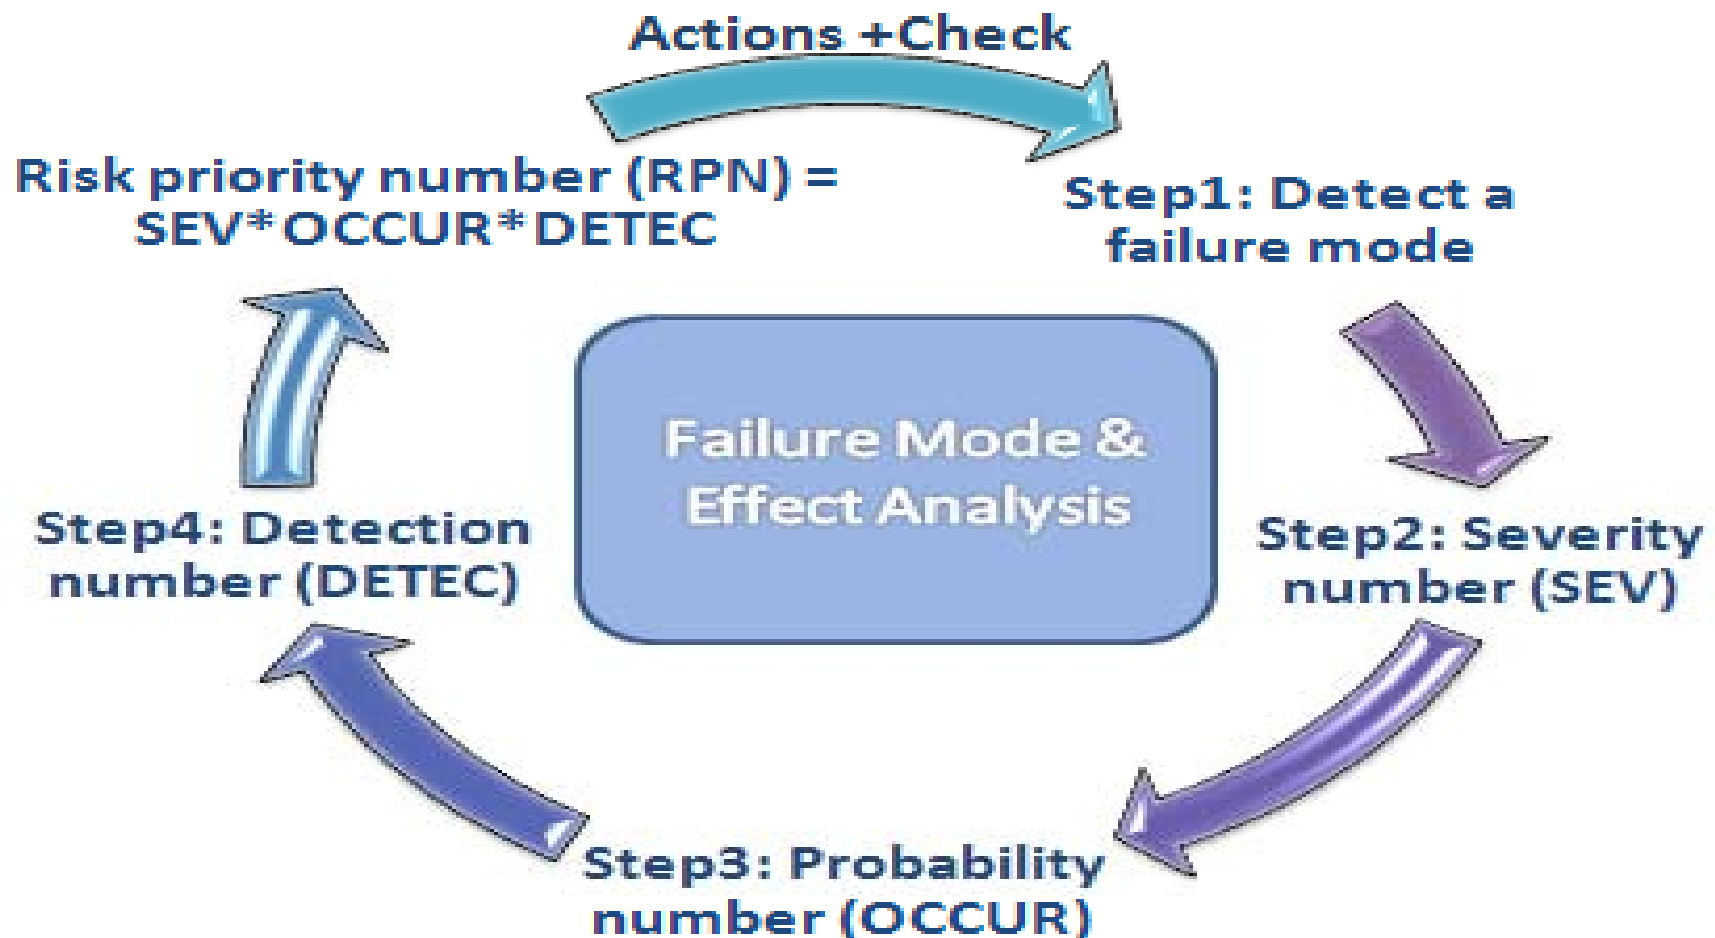 Actions +Check
Risk priority number (RPN) =
SEV*OCCUR*DETEC
Step1: Detect a
failure mode
Failure Mode &
Effect Analysis
Step4: Detection
number (DETEC)
Step2: Severity
number (SEV)
Step3: Probability
number (OCCUR)